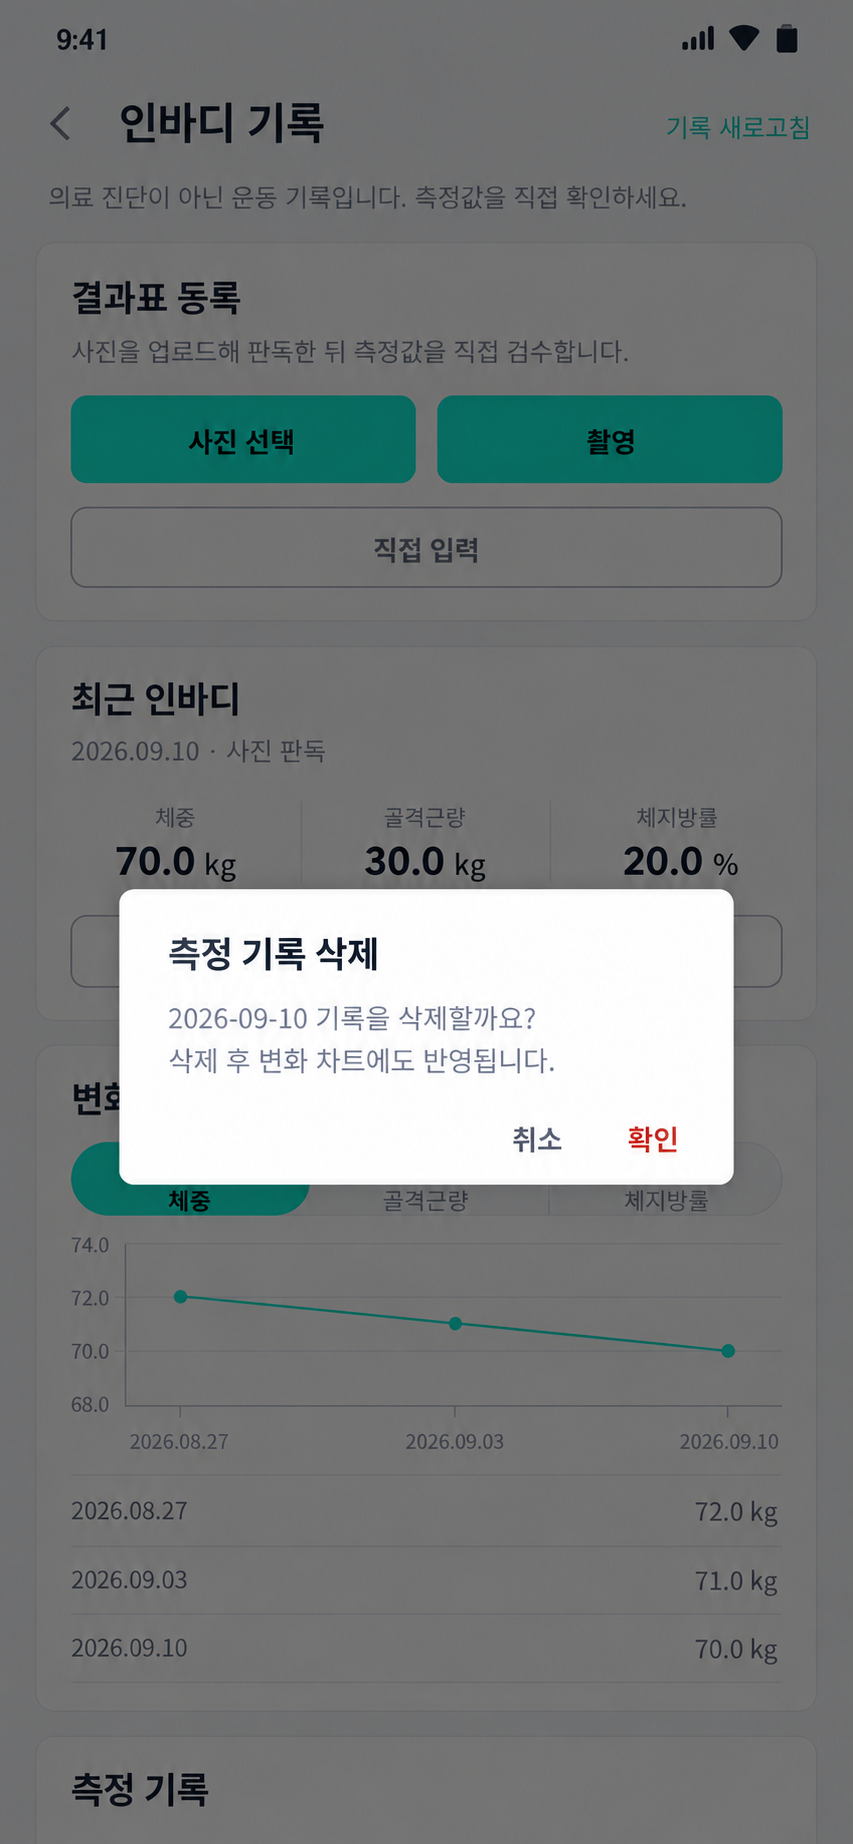 9:41
인바디 기록
기록 새로고침
의료 진단이 아닌 운동 기록입니다. 측정값을 직접 확인하세요.
결과표 등록
사진을 업로드해 판독한 뒤 측정값을 직접 검수합니다.
사진 선택
촬영
직접 입력
최근 인바디
2026.09.10 · 사진 판독
체중
골격근량
체지방률
70.0 kg
30.0 kg
20.0 %
측정 기록 삭제
2026-09-10 기록을 삭제할까요?
삭제 후 변화 차트에도 반영됩니다.
취소
확인
체중
골격근량
체지방률
74.0
72.0
70.0
68.0
2026.08.27
2026.09.03
2026.09.10
2026.08.27
72.0 kg
2026.09.03
71.0 kg
2026.09.10
70.0 kg
측정 기록